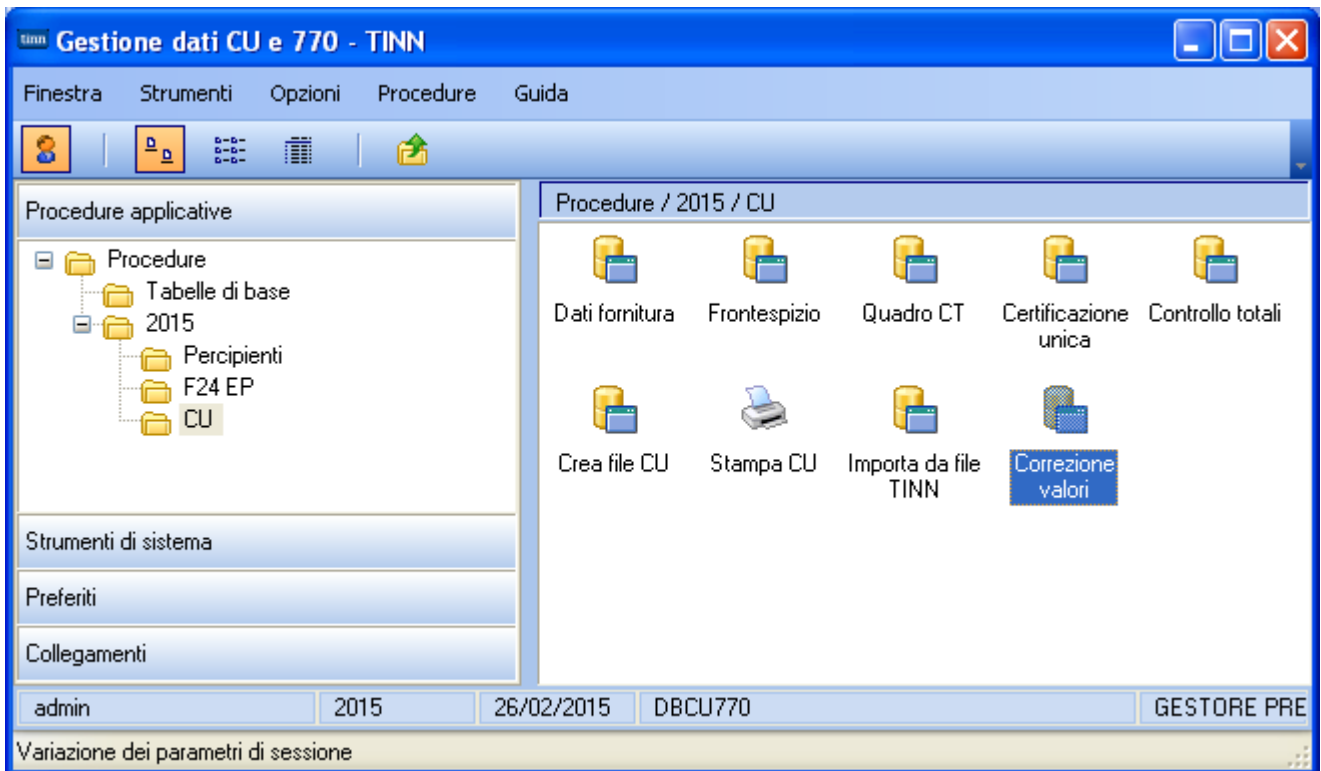 tinn Gestione dati CU e 770 - TINN
Finestra Strumenti Opzioni Procedure Guida
Procedure applicative
Procedure
Tabelle di base
2015
Percipienti
F24 EP
CU
Strumenti di sistema
Preferiti
Collegamenti
Procedure / 2015 / CU
Dati fornitura
Frontespizio
Quadro CT
Certificazione
unica
Controllo totali
Crea file CU
Stampa CU
Importa da file
TINN
Correzione
valori
admin 2015 26/02/2015 DBCU770 GESTORE PRE
Variazione dei parametri di sessione